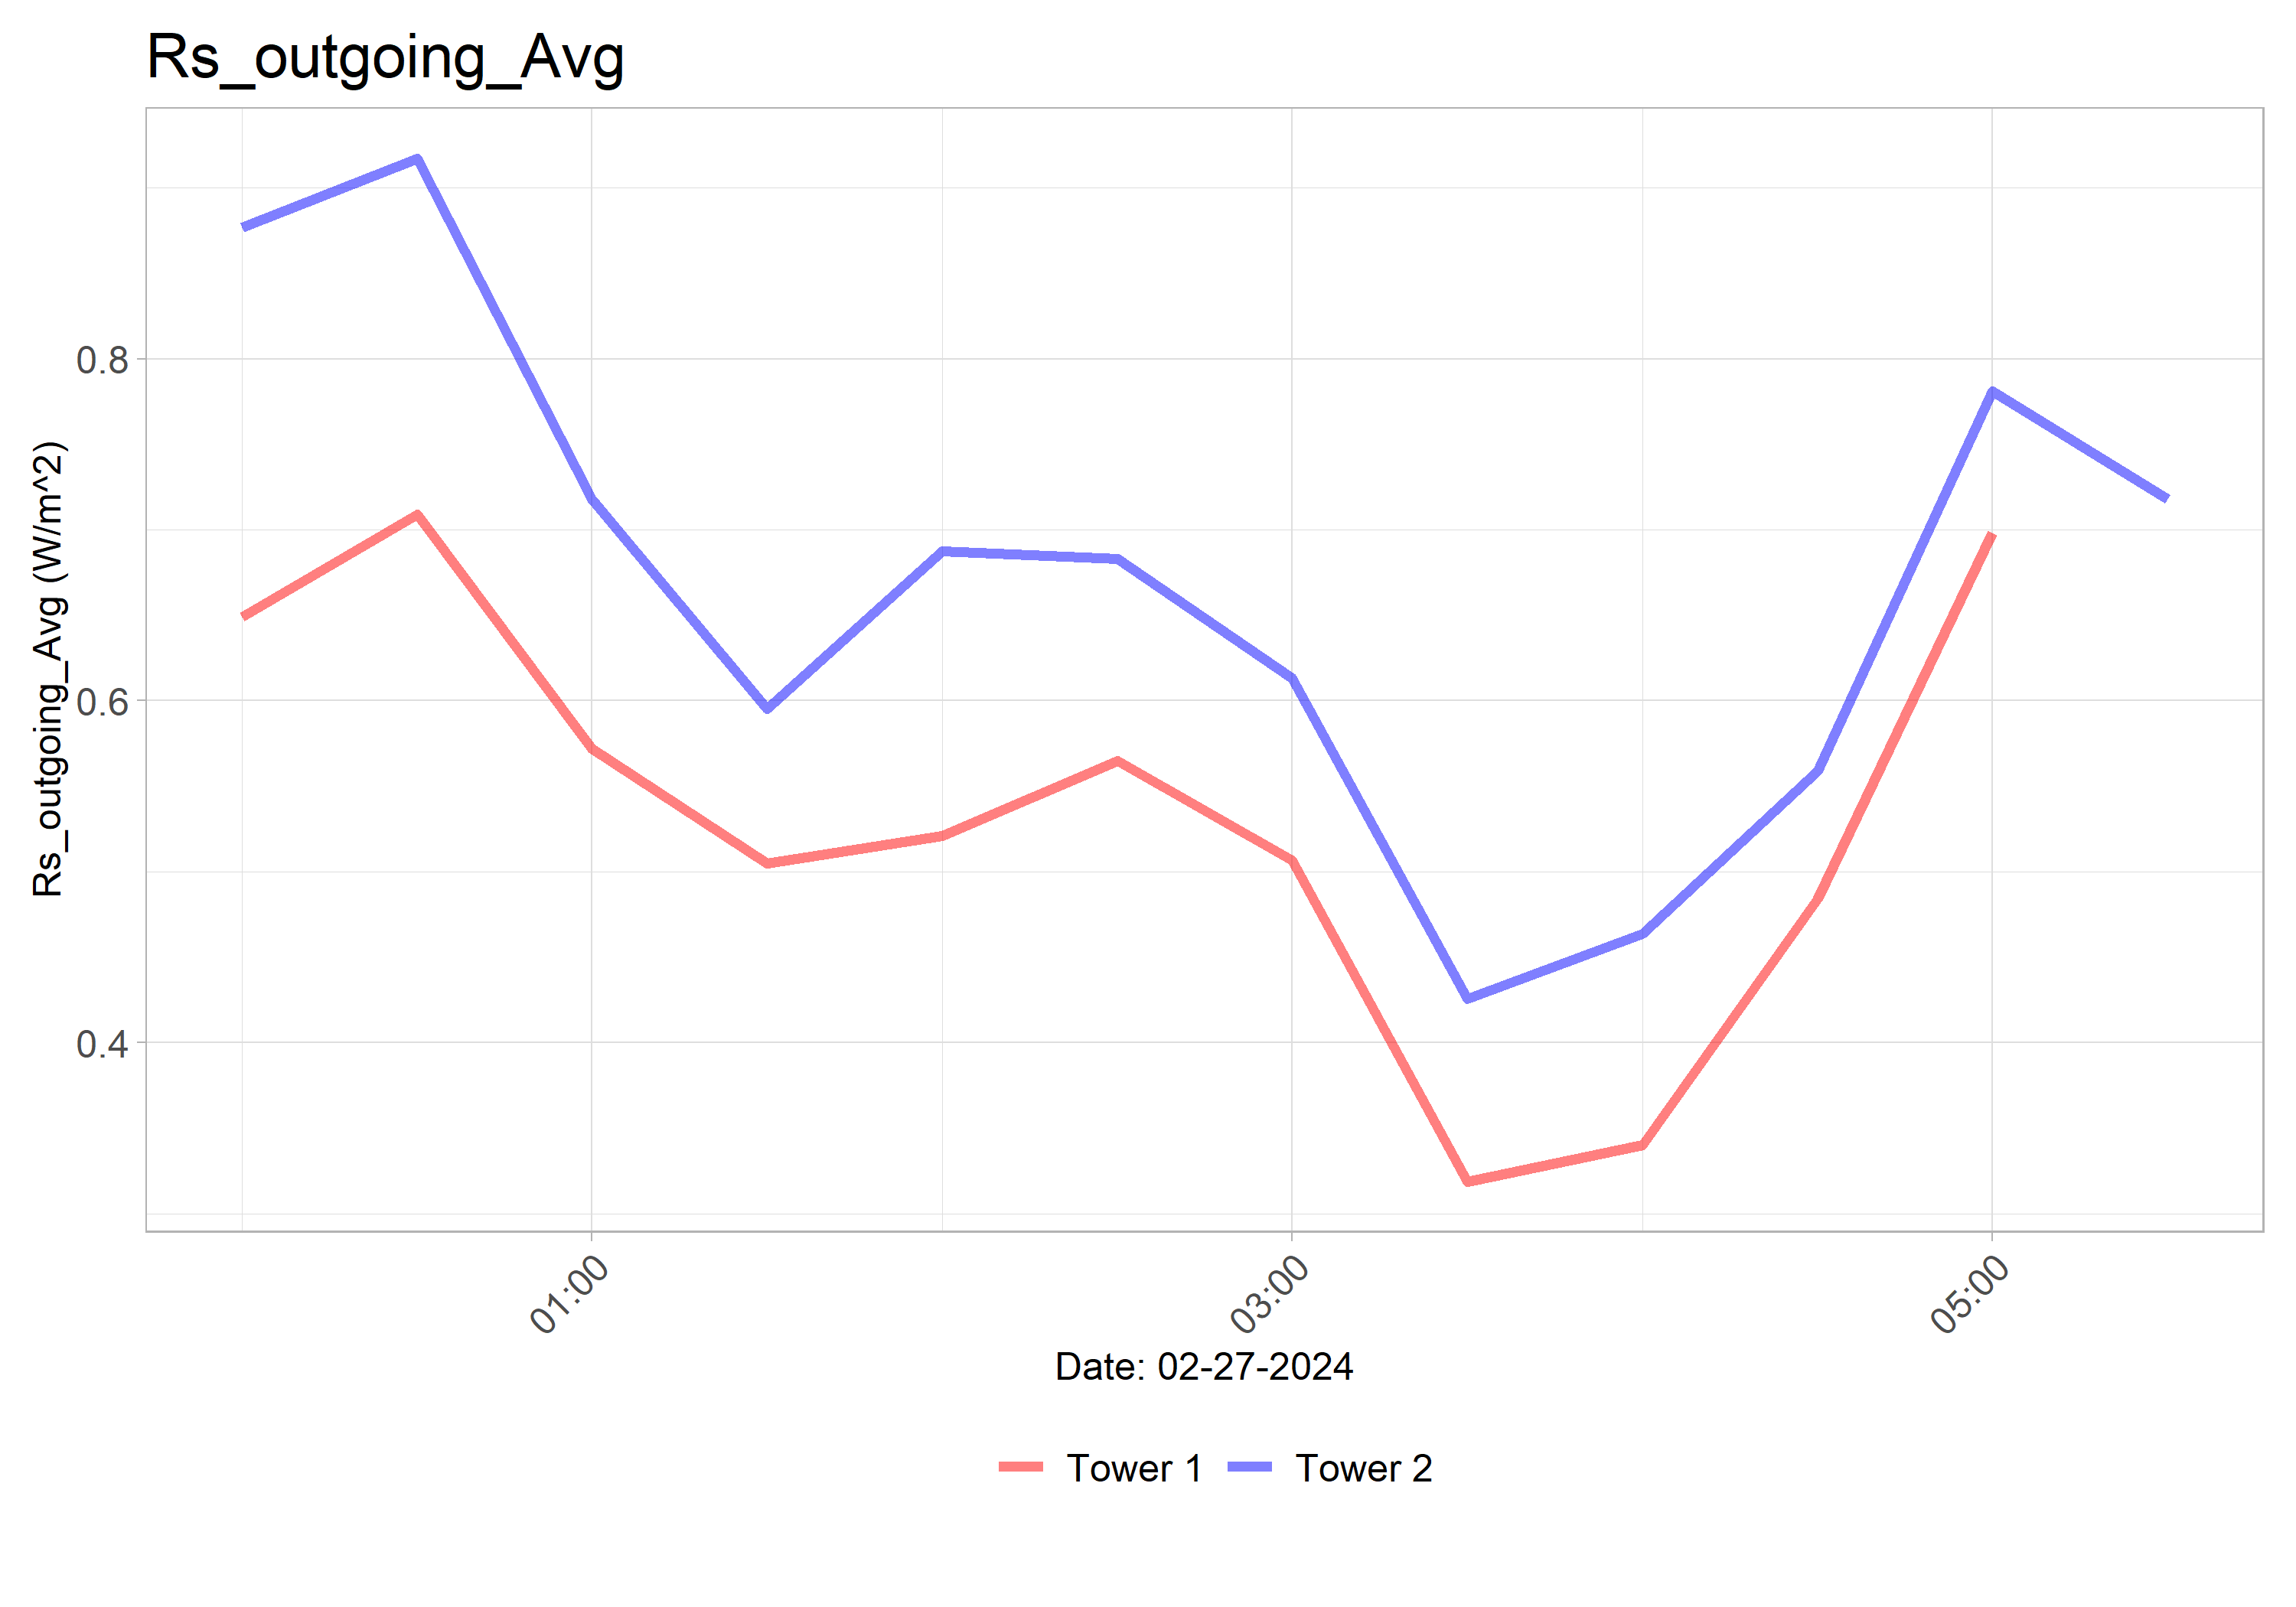 Rs_outgoing_Avg
Rs_outgoing_Avg (W/m^2)
0.8
0.6
0.4
01:00
03:00
05:00
Date: 02-27-2024
Tower 1
Tower 2